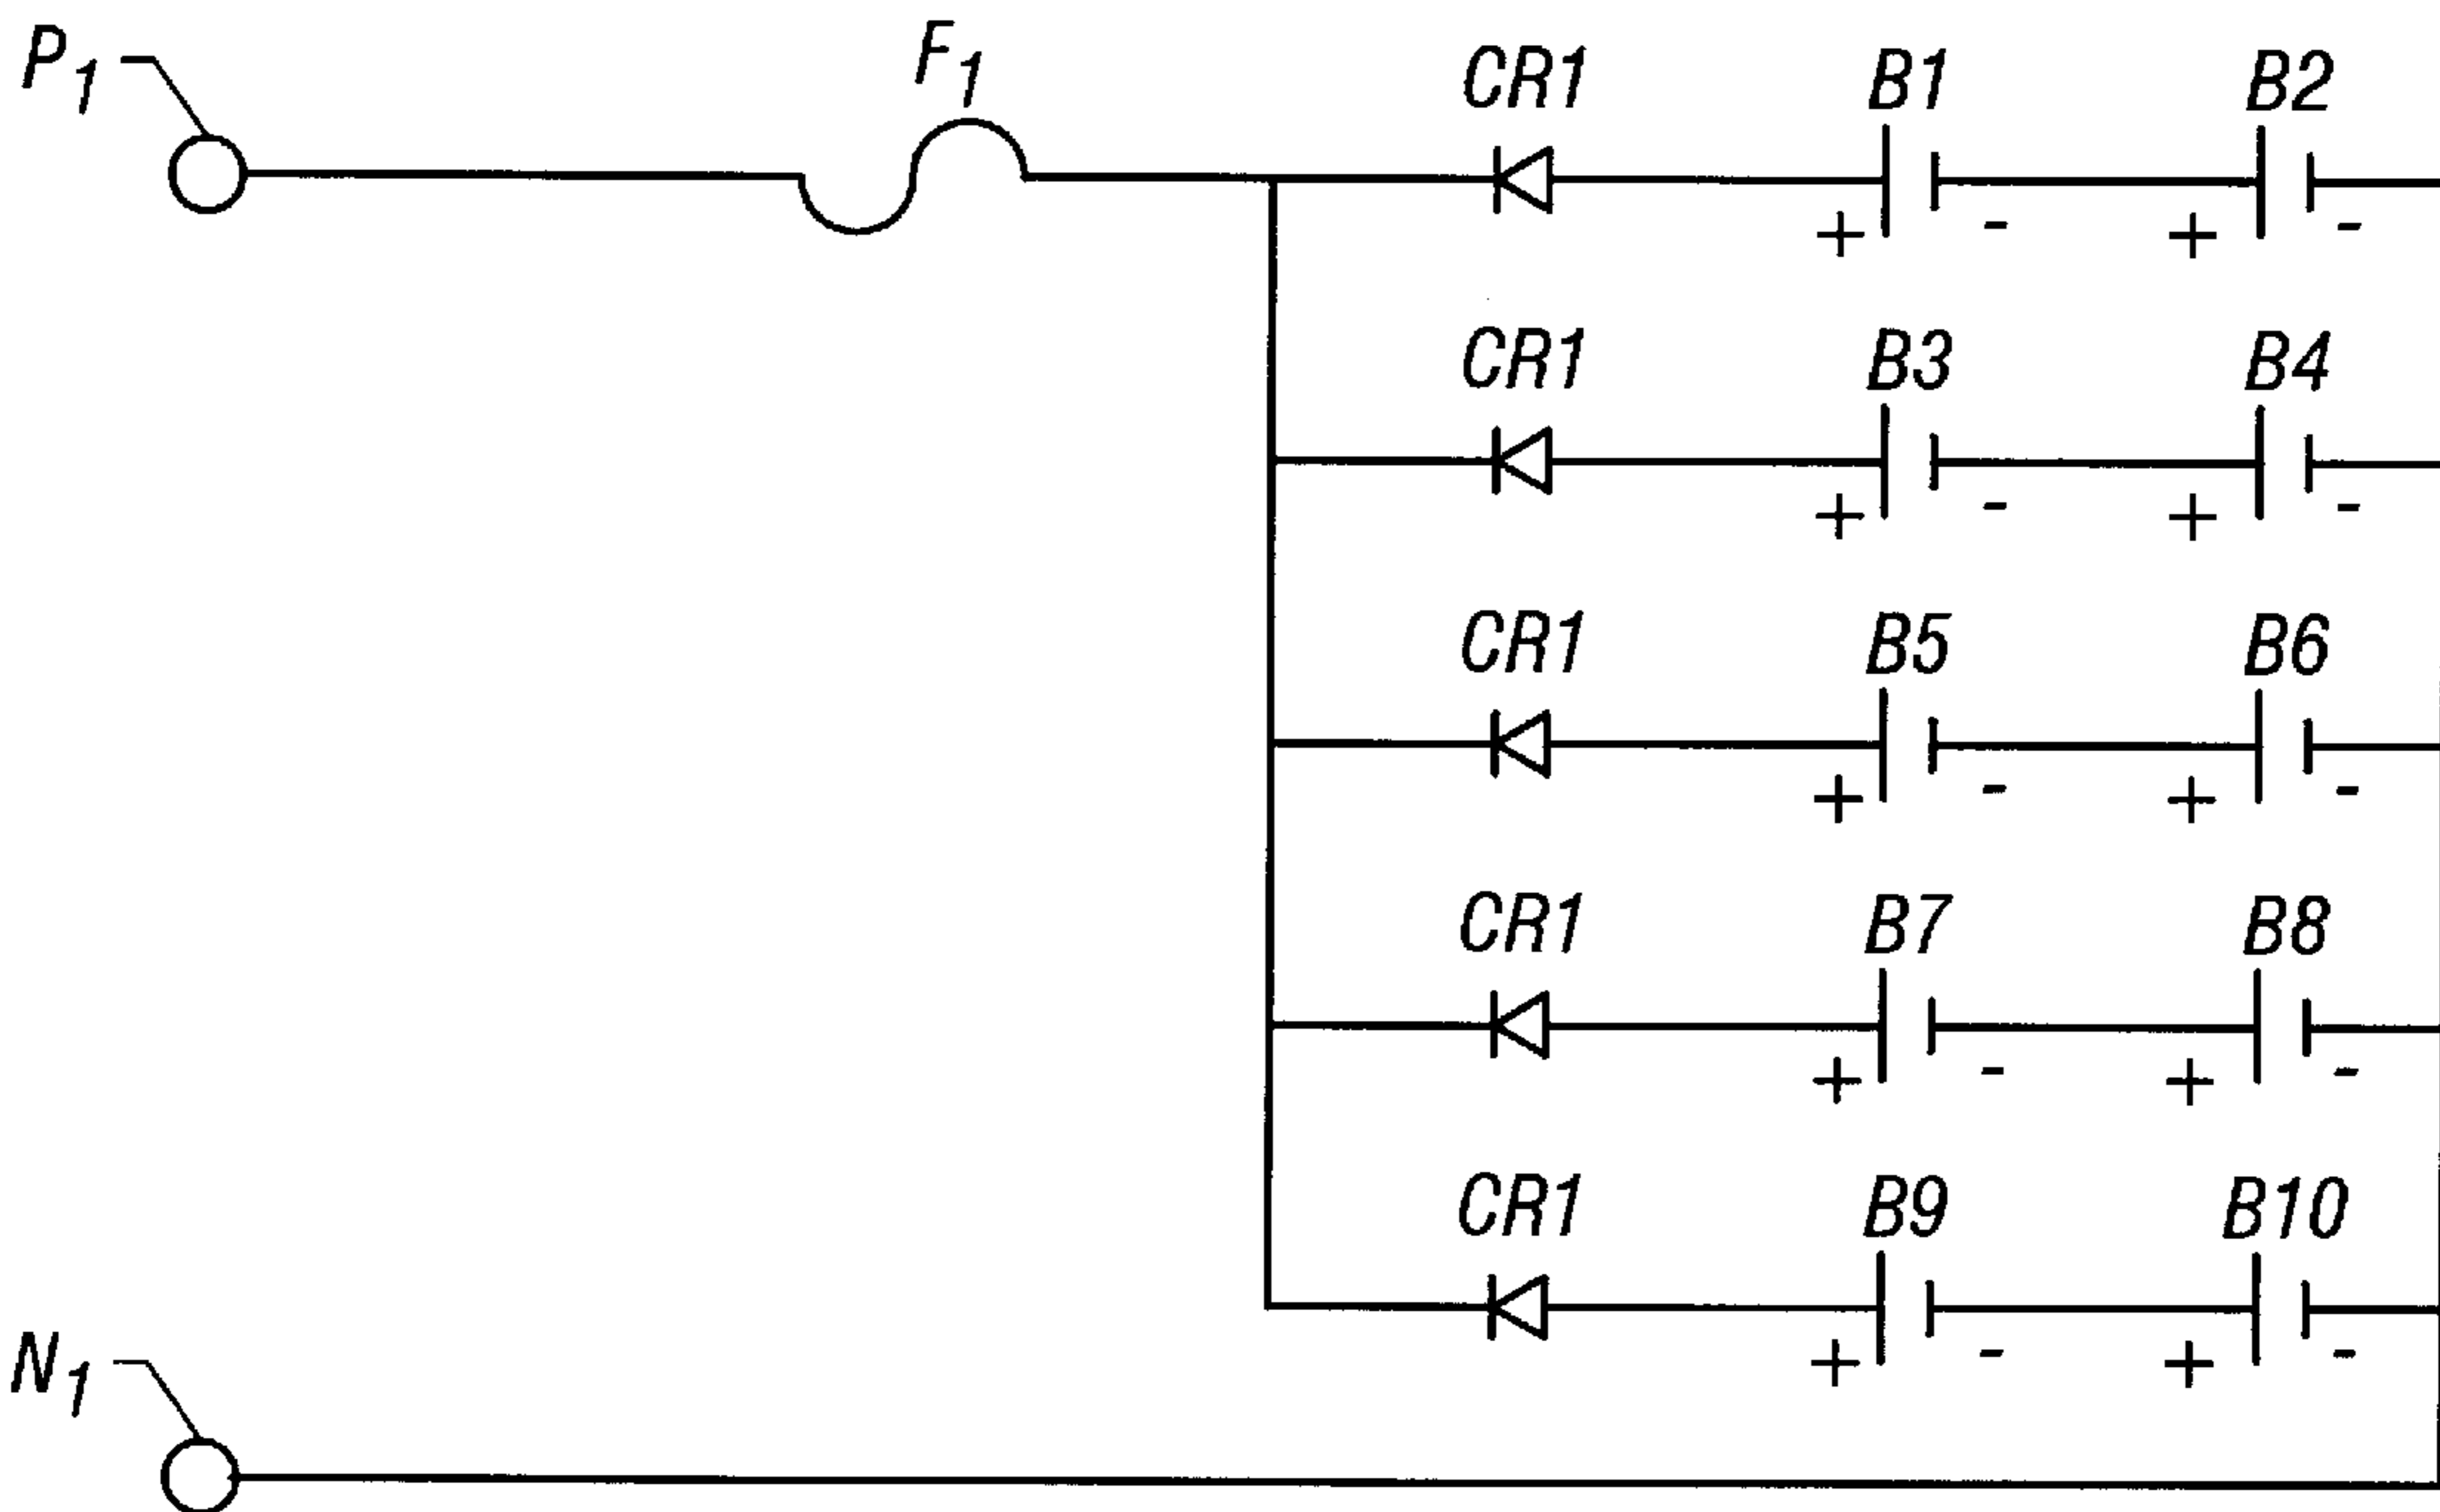 P1 F1 CR1 B1 B2
+ - + -
CR1 B3 B4
+ - + -
CR1 B5 B6
+ - + -
CR1 B7 B8
+ - + -
CR1 B9 B10
+ - + -
N1